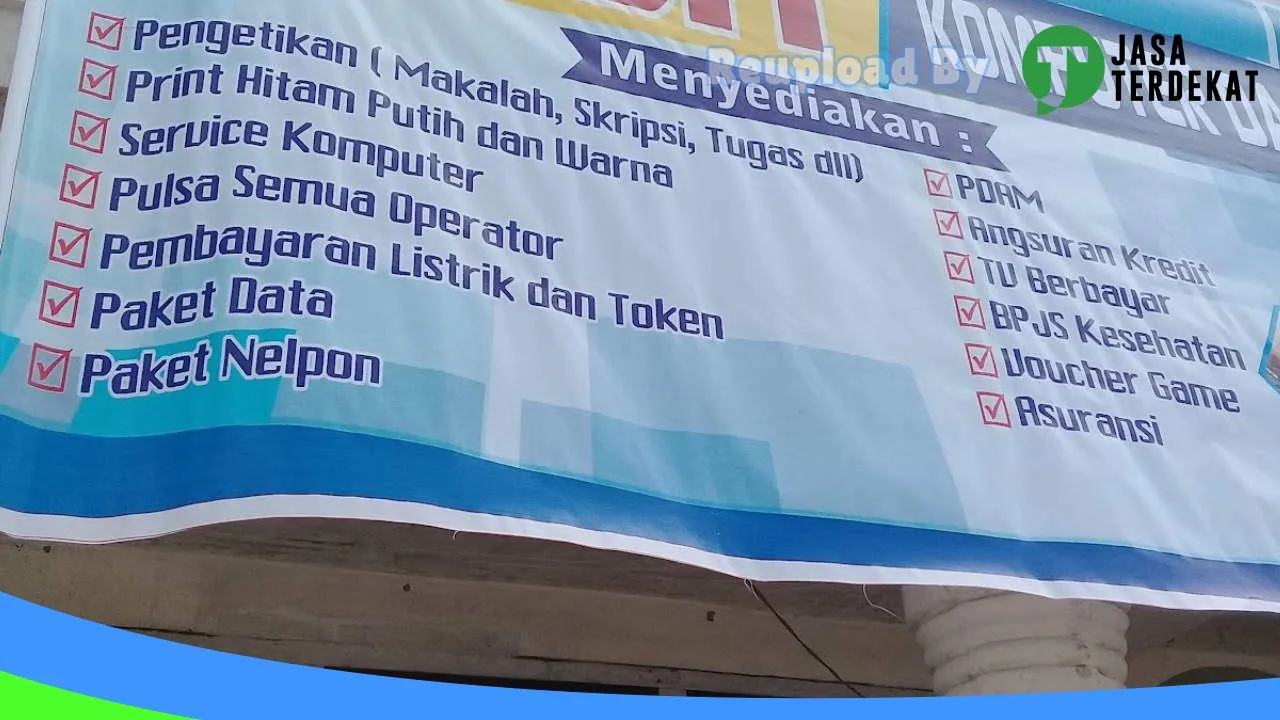 Menyediakan :
Pengetikan ( Makalah, Skripsi, Tugas dll)
Print Hitam Putih dan Warna
Service Komputer
Pulsa Semua Operator
Pembayaran Listrik dan Token
Paket Data
Paket Nelpon
PDAM
Angsuran Kredit
TV Berbayar
BPJS Kesehatan
Voucher Game
Asuransi
Reupload By
JASA
TERDEKAT